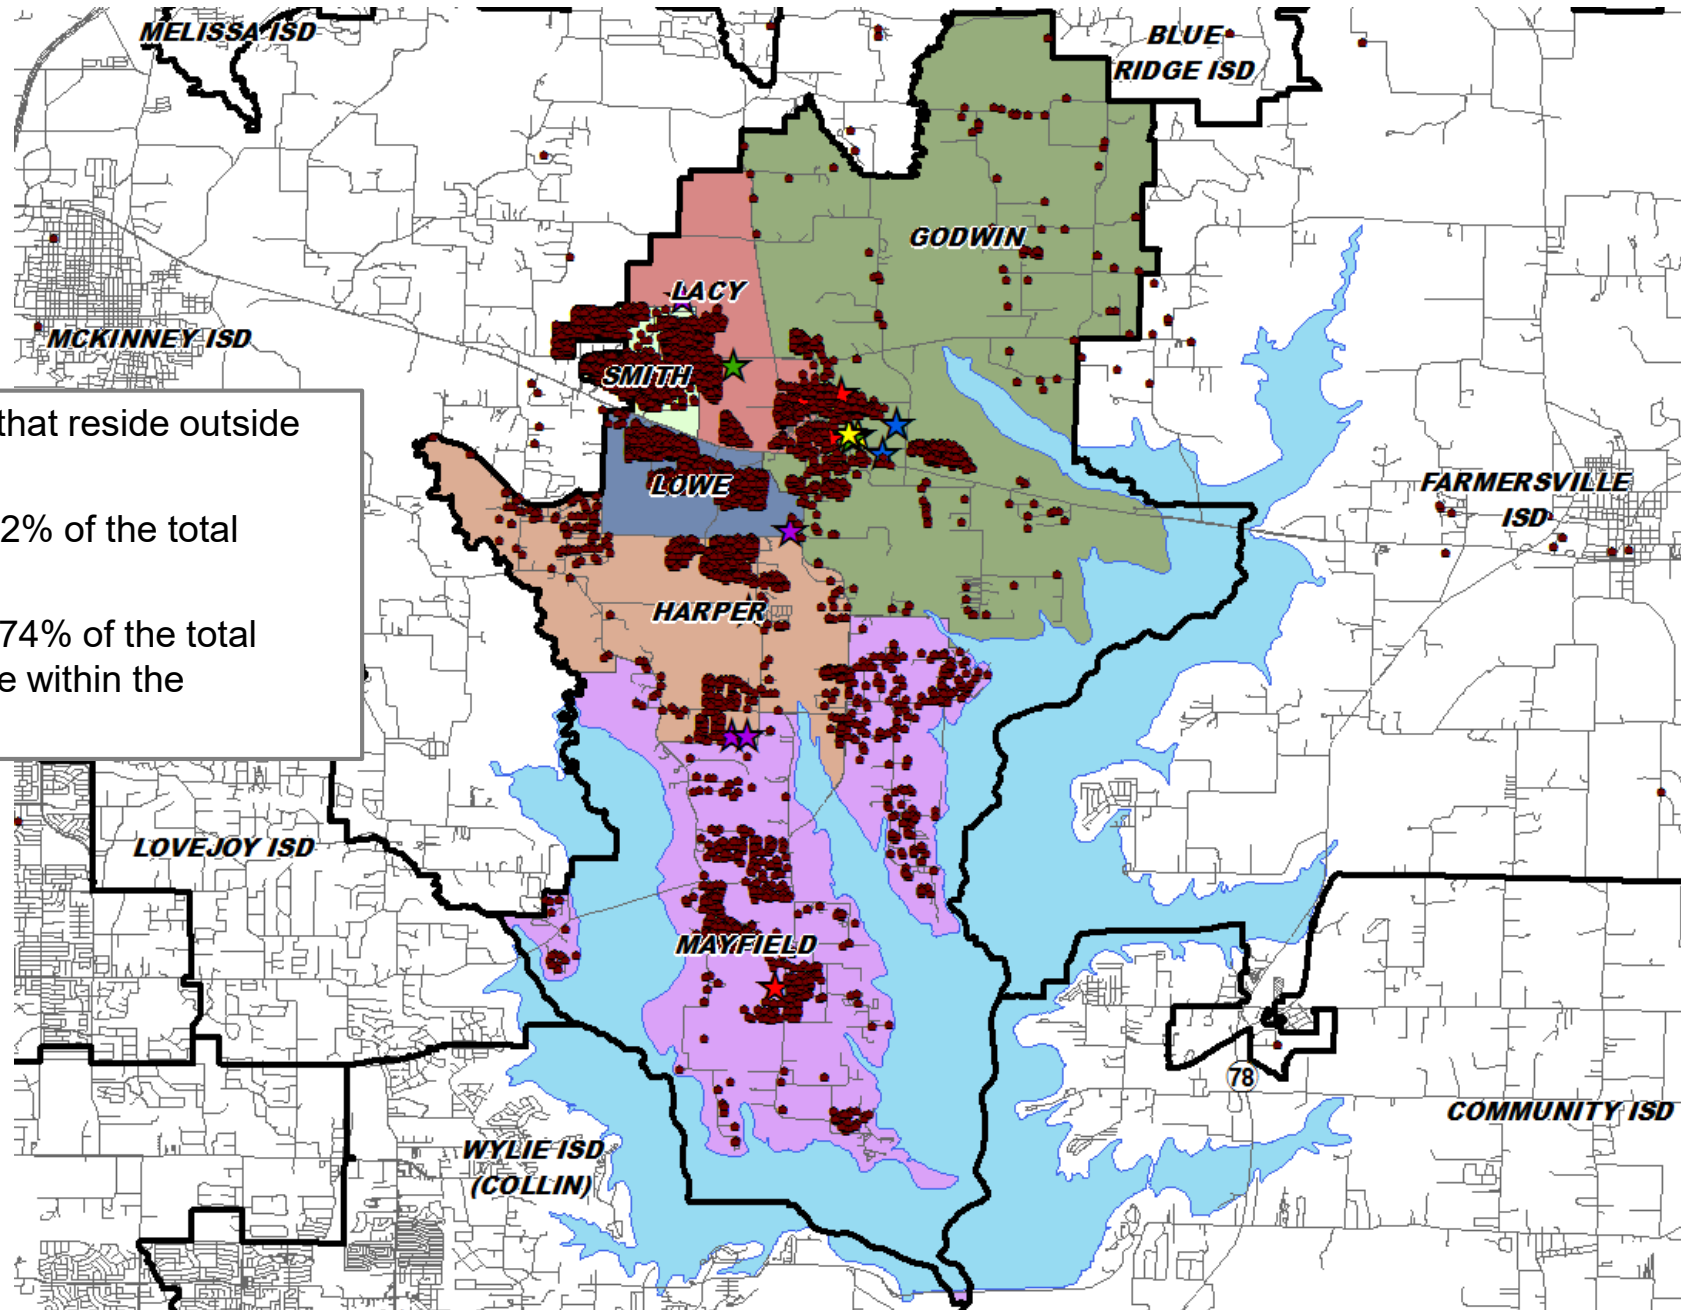 MELISSA ISD
BLUE
RIDGE ISD
GODWIN
LACY
MCKINNEY ISD
SMITH
that reside outside
2% of the total
74% of the total
e within the
LOWE
FARMERSVILLE
ISD
HARPER
LOVEJOY ISD
MAYFIELD
78
COMMUNITY ISD
WYLIE ISD
(COLLIN)